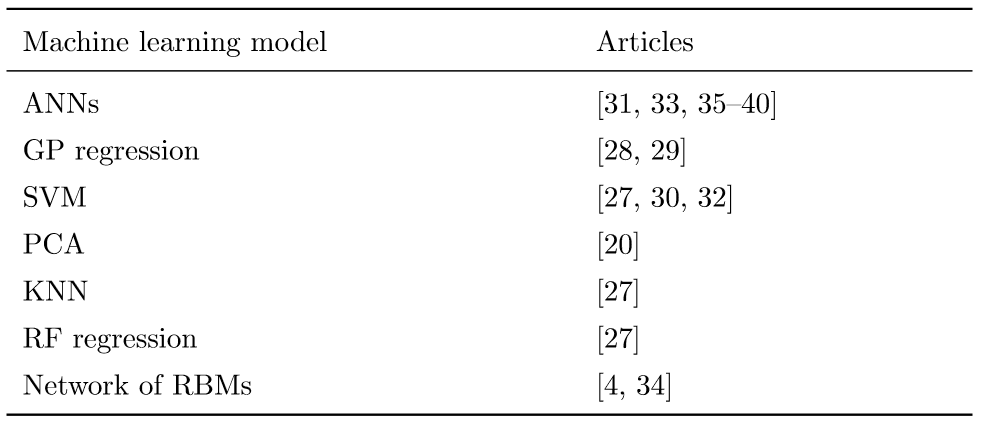 Machine learning model Articles
ANNs [31, 33, 35–40]
GP regression [28, 29]
SVM [27, 30, 32]
PCA [20]
KNN [27]
RF regression [27]
Network of RBMs [4, 34]